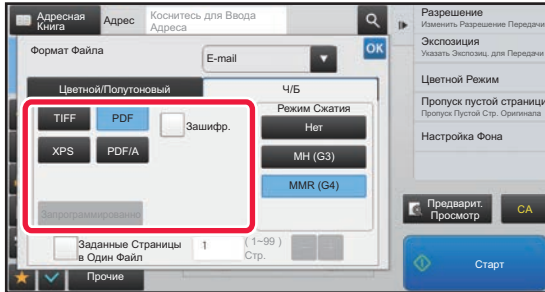 Адресная
Книга
Адрес
Коснитесь для Ввода
Адреса
Формат Файла
E-mail
OK
Цветной/Полутоновый
Ч/Б
TIFF
PDF
Зашифр.
XPS
PDF/A
Запрограммированно
Режим Сжатия
Нет
MH (G3)
MMR (G4)
Заданные Страницы
в Один Файл
1
( 1~99 )
Стр.
Прочие
Разрешение
Изменить Разрешение Передачи
Экспозиция
Указать Экспозиц. для Передачи
Цветной Режим
Пропуск пустой страници
Пропуск Пустой Стр. Оригинала
Настройка Фона
Предварит.
Просмотр
CA
Старт